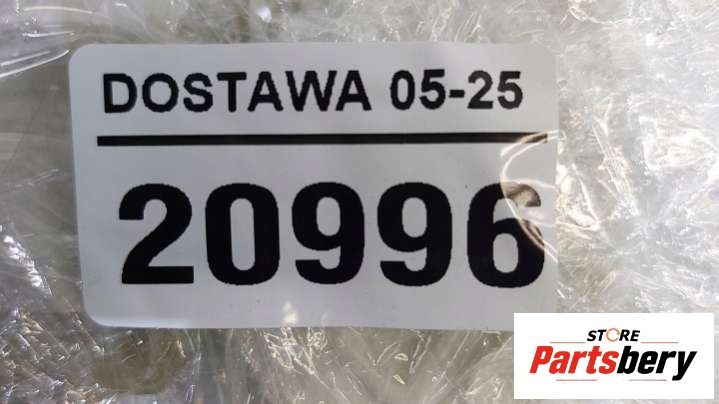 DOSTAWA 05-25
20996
STORE
Partsbery